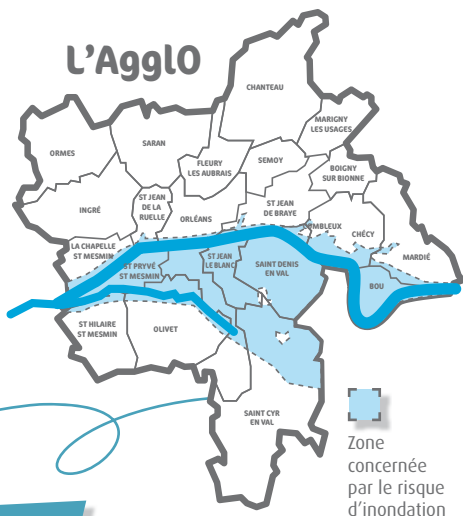 L'AgglO
CHANTEAU
MARIGNY
LES USAGES
ORMES
SARAN
FLEURY
LES AUBRAIS
SEMOY
BOIGNY
SUR BIONNE
INGRÉ
ST JEAN
DE LA
RUELLE
ORLÉANS
ST JEAN
DE BRAYE
MBLEUX
CHÉCY
MARDIÉ
LA CHAPELLE
ST MESMIN
ST PRYVÉ
ST MESMIN
ST JEAN
LE BLANC
SAINT DENIS
EN VAL
BOU
ST HILAIRE
ST MESMIN
OLIVET
SAINT CYR
EN VAL
Zone
concernée
par le risque
d'inondation